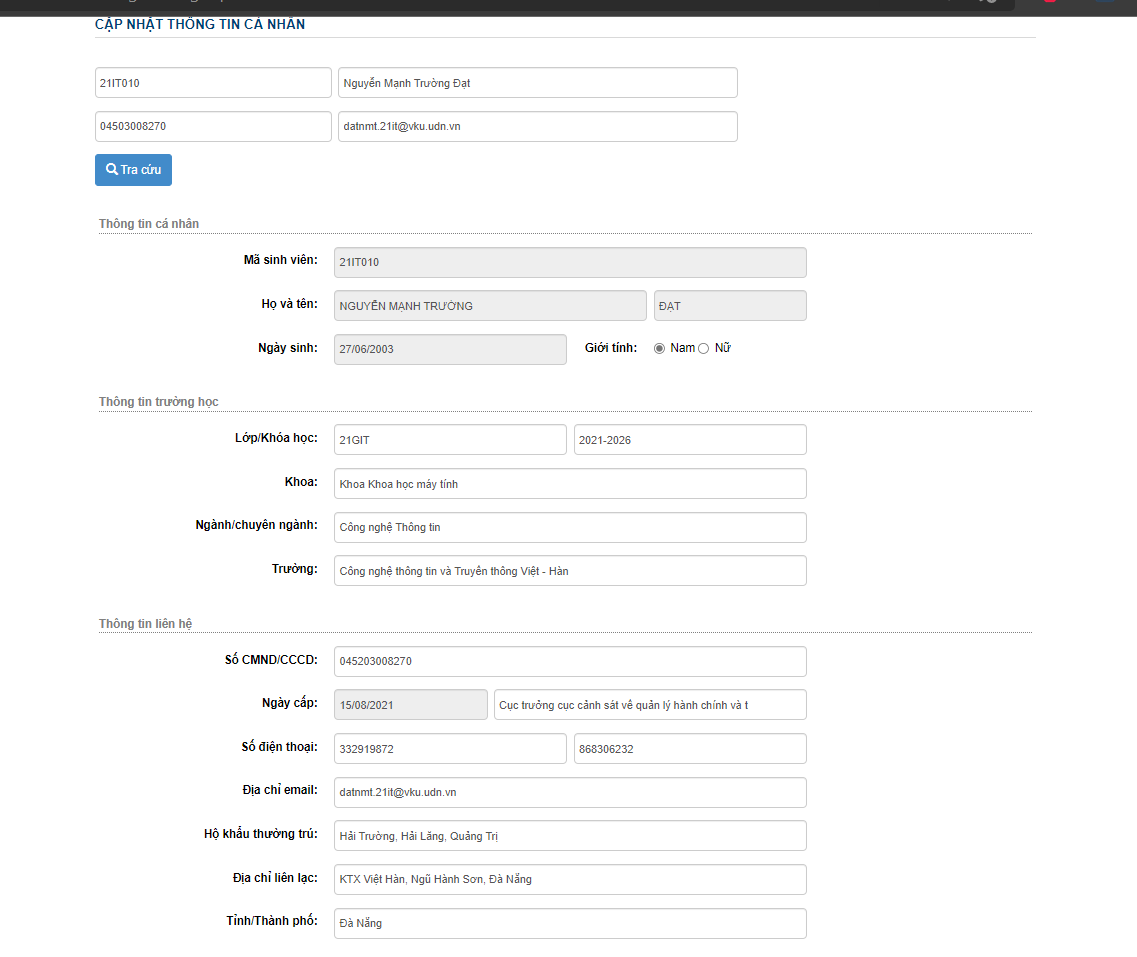 CẬP NHẬT THÔNG TIN CÁ NHÂN
21IT010 Nguyễn Mạnh Trường Đạt
04503008270 datnmt.21it@vku.udn.vn
Tra cứu
Thông tin cá nhân
Mã sinh viên: 21IT010
Họ và tên: NGUYỄN MẠNH TRƯỜNG ĐẠT
Ngày sinh: 27/06/2003 Giới tính: Nam Nữ
Thông tin trường học
Lớp/Khóa học: 21GIT 2021-2026
Khoa: Khoa Khoa học máy tính
Ngành/chuyên ngành: Công nghệ Thông tin
Trường: Công nghệ thông tin và Truyền thông Việt - Hàn
Thông tin liên hệ
Số CMND/CCCD: 045203008270
Ngày cấp: 15/08/2021 Cục trưởng cục cảnh sát về quản lý hành chính và t
Số điện thoại: 332919872 868306232
Địa chỉ email: datnmt.21it@vku.udn.vn
Hộ khẩu thường trú: Hải Trường, Hải Lăng, Quảng Trị
Địa chỉ liên lạc: KTX Việt Hàn, Ngũ Hành Sơn, Đà Nẵng
Tỉnh/Thành phố: Đà Nẵng